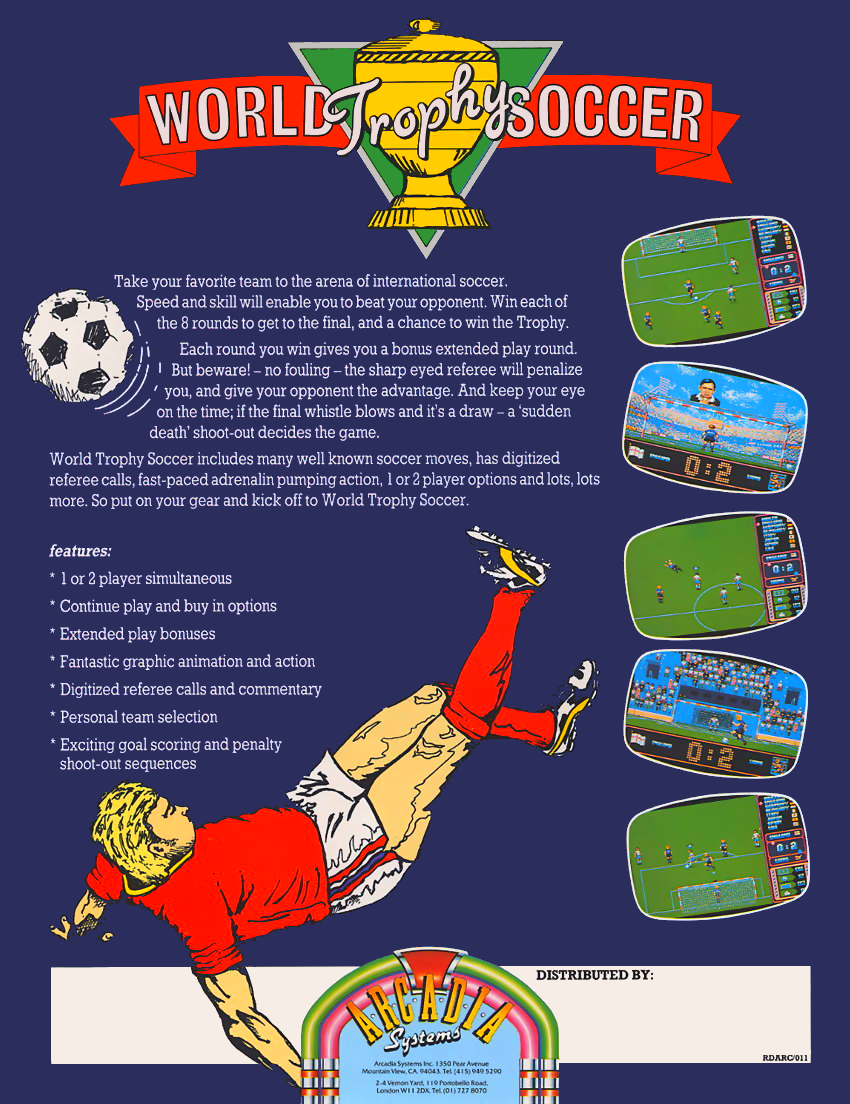 WORLD Trophy SOCCER
Take your favorite team to the arena of international soccer.
Speed and skill will enable you to beat your opponent. Win each of
the 8 rounds to get to the final, and a chance to win the Trophy.
Each round you win gives you a bonus extended play round.
But beware! – no fouling – the sharp eyed referee will penalize
you, and give your opponent the advantage. And keep your eye
on the time; if the final whistle blows and it's a draw – a 'sudden
death' shoot-out decides the game.
World Trophy Soccer includes many well known soccer moves, has digitized
referee calls, fast-paced adrenalin pumping action, 1 or 2 player options and lots, lots
more. So put on your gear and kick off to World Trophy Soccer.
features:
* 1 or 2 player simultaneous
* Continue play and buy in options
* Extended play bonuses
* Fantastic graphic animation and action
* Digitized referee calls and commentary
* Personal team selection
* Exciting goal scoring and penalty
shoot-out sequences
0:2
0:2
0:2
0:2
0:2
DISTRIBUTED BY:
ARCADIA
Systems
Arcadia Systems Inc. 1350 Pear Avenue
Mountain View, CA. 94043. Tel. (415) 949 5290
2-4 Vernon Yard, 119 Portobello Road,
London W11 2DX, Tel. (01) 727 8070
RDARC/011